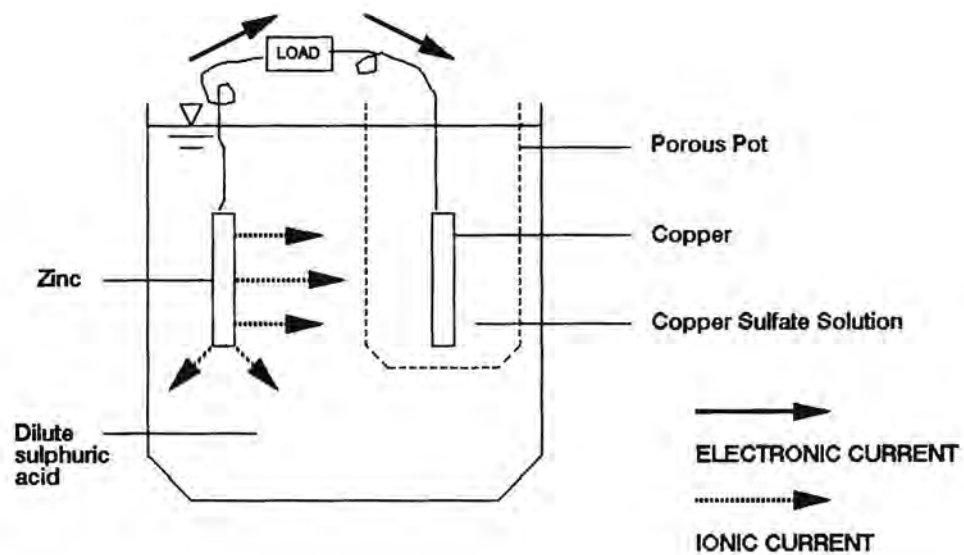 LOAD
Porous Pot
Copper
Zinc
Copper Sulfate Solution
Dilute
sulphuric
acid
ELECTRONIC CURRENT
IONIC CURRENT